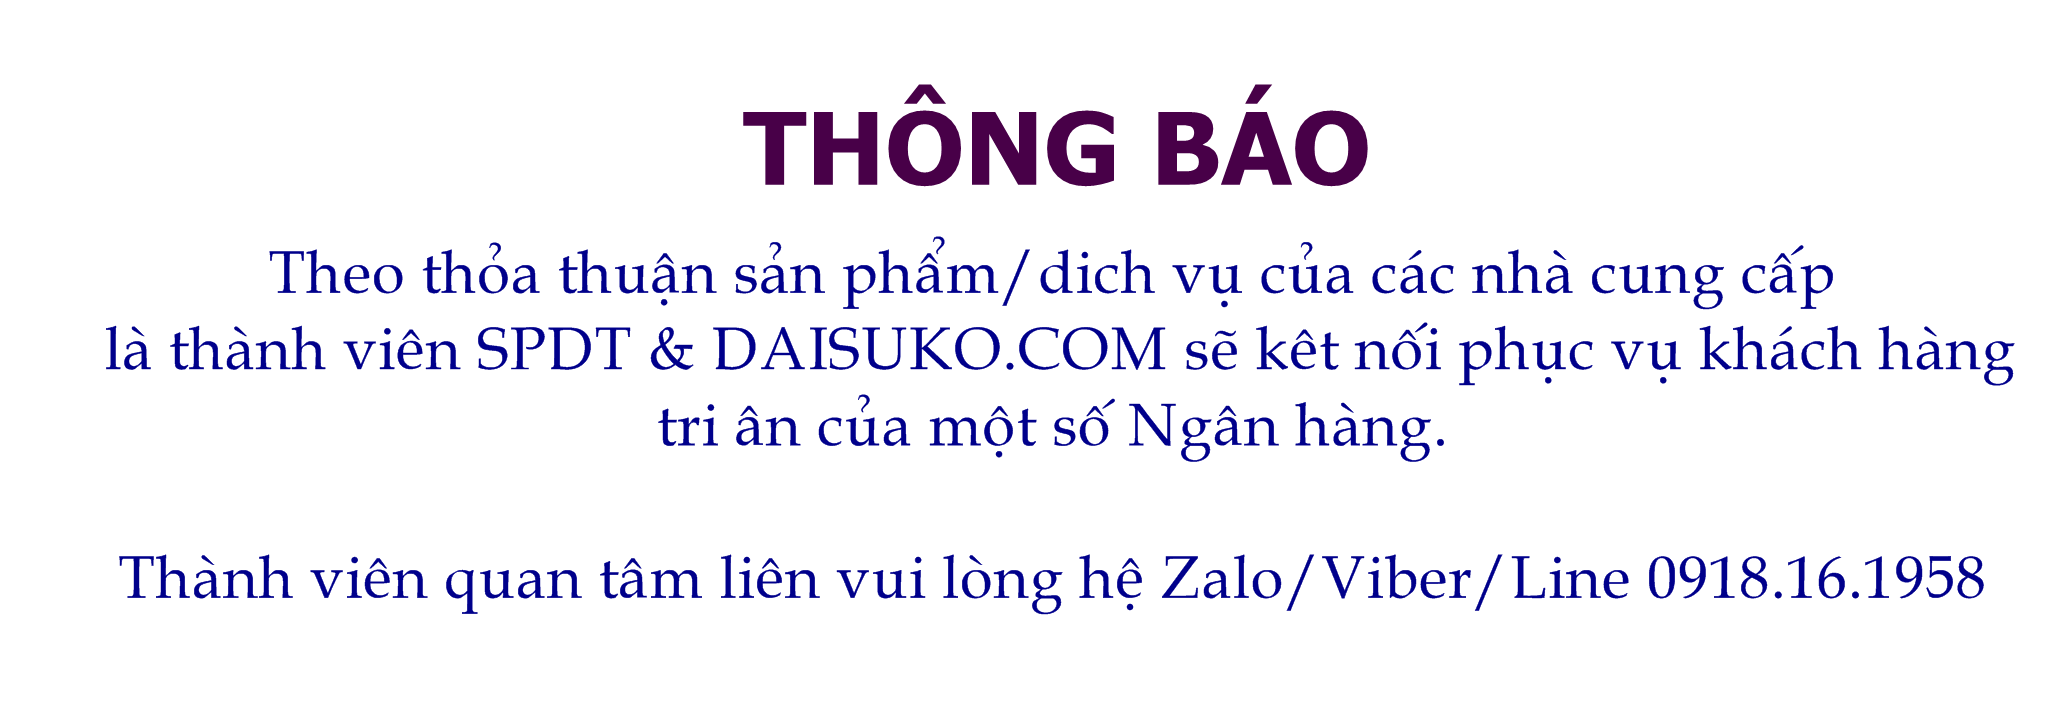 THÔNG BÁO
Theo thỏa thuận sản phẩm/dich vụ của các nhà cung cấp
là thành viên SPDT & DAISUKO.COM sẽ kêt nối phục vụ khách hàng
tri ân của một số Ngân hàng.
Thành viên quan tâm liên vui lòng hệ Zalo/Viber/Line 0918.16.1958